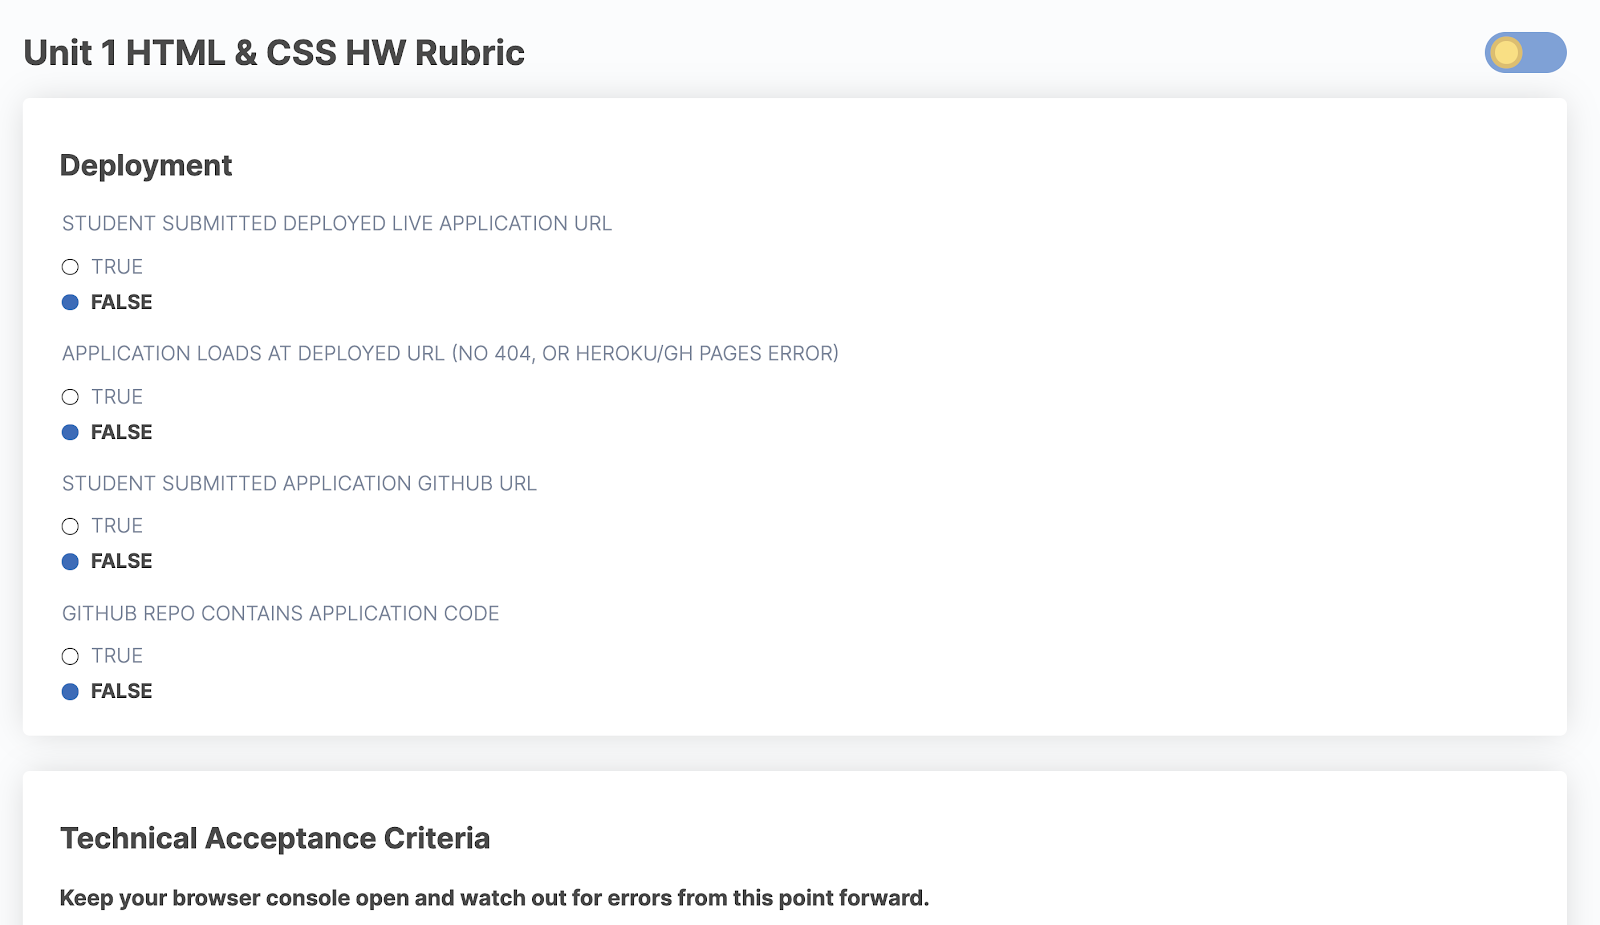 Unit 1 HTML & CSS HW Rubric
Deployment
STUDENT SUBMITTED DEPLOYED LIVE APPLICATION URL
TRUE
FALSE
APPLICATION LOADS AT DEPLOYED URL (NO 404, OR HEROKU/GH PAGES ERROR)
TRUE
FALSE
STUDENT SUBMITTED APPLICATION GITHUB URL
TRUE
FALSE
GITHUB REPO CONTAINS APPLICATION CODE
TRUE
FALSE
Technical Acceptance Criteria
Keep your browser console open and watch out for errors from this point forward.